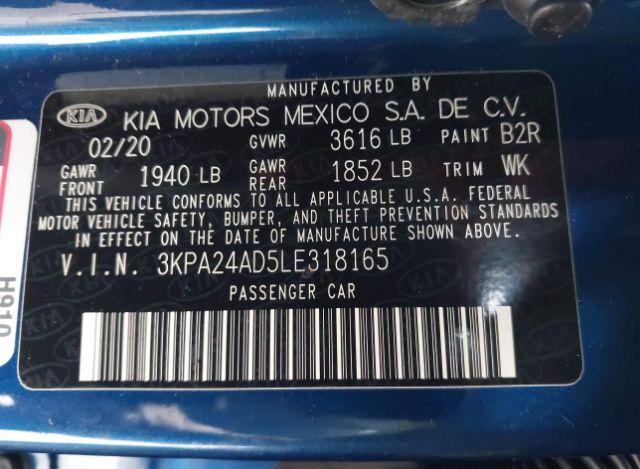 MANUFACTURED BY
KIA KIA MOTORS MEXICO S.A. DE C.V.
02/20 GVWR 3616 LB PAINT B2R
GAWR FRONT 1940 LB GAWR REAR 1852 LB TRIM WK
THIS VEHICLE CONFORMS TO ALL APPLICABLE U.S.A. FEDERAL
MOTOR VEHICLE SAFETY, BUMPER, AND THEFT PREVENTION STANDARDS
IN EFFECT ON THE DATE OF MANUFACTURE SHOWN ABOVE.
V.I.N. 3KPA24AD5LE318165
PASSENGER CAR
H910